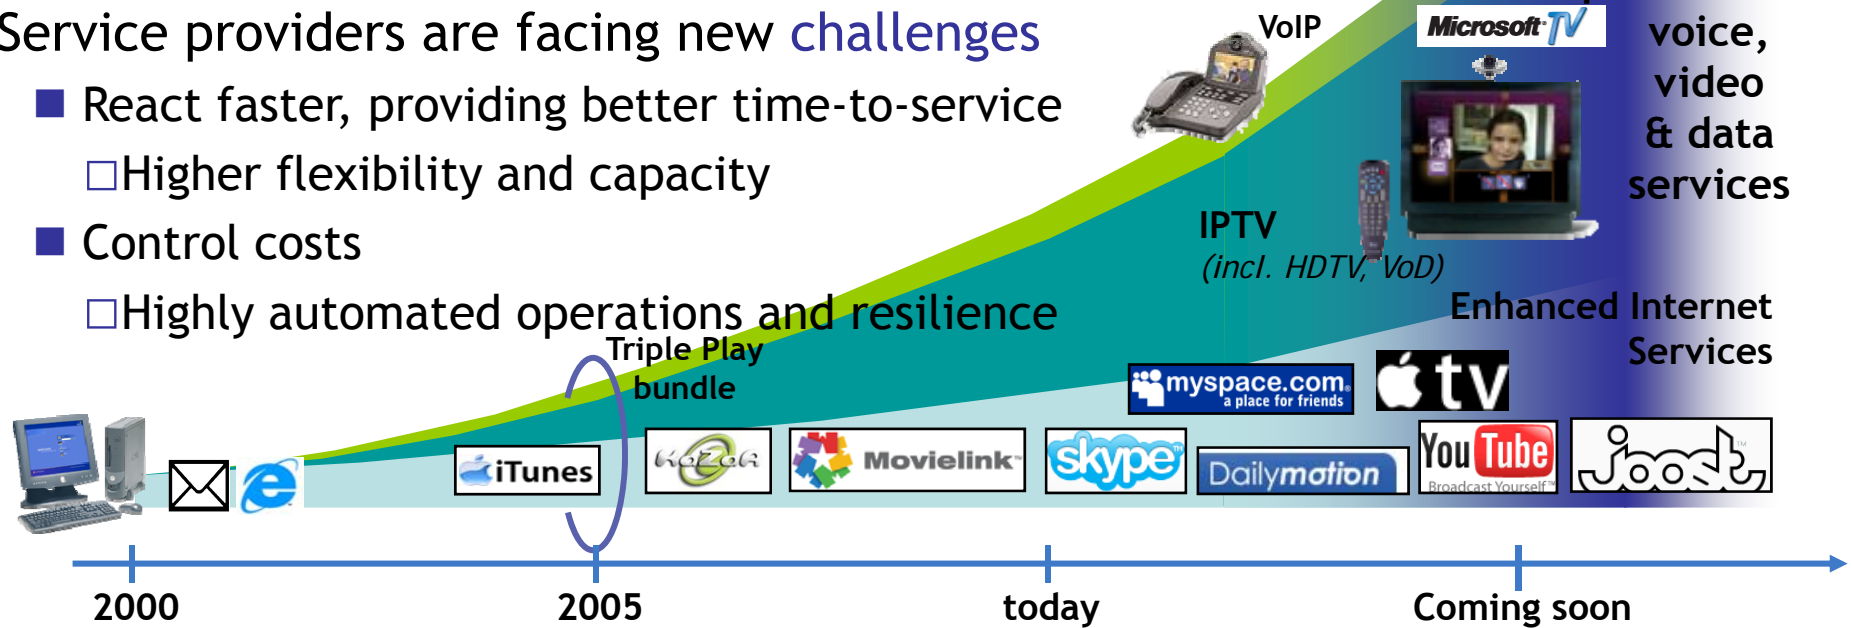 Service providers are facing new challenges
■ React faster, providing better time-to-service
□Higher flexibility and capacity
■ Control costs
□Highly automated operations and resilience
VoIP
Microsoft TV
voice,
video
& data
services
IPTV
(incl. HDTV, VoD)
Enhanced Internet
Services
Triple Play
bundle
myspace.com
a place for friends
tv
iTunes
KaZaA
Movielink
skype
Dailymotion
YouTube
Broadcast Yourself™
joost
2000
2005
today
Coming soon